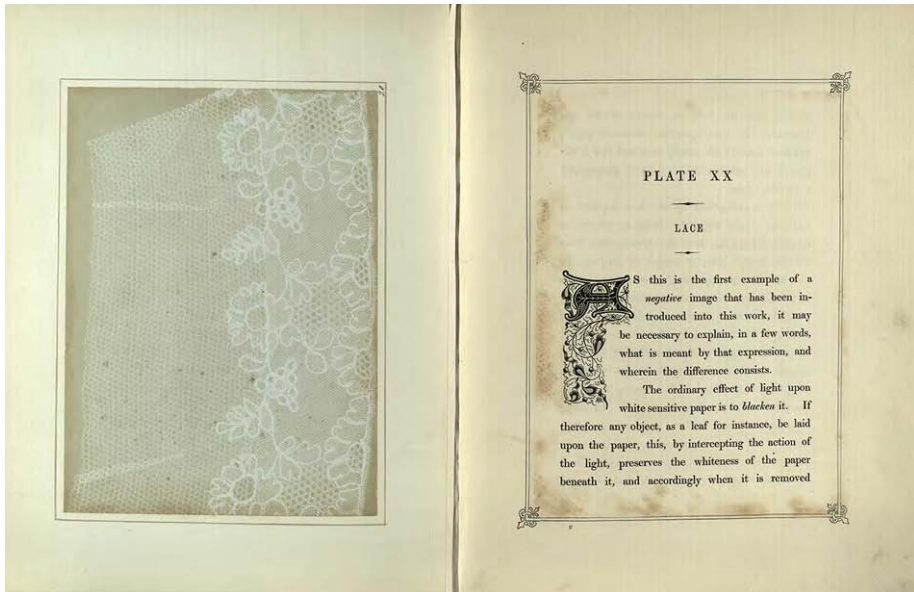 20
PLATE XX
LACE
AS this is the first example of a
negative image that has been in-
troduced into this work, it may
be necessary to explain, in a few words,
what is meant by that expression, and
wherein the difference consists.
The ordinary effect of light upon
white sensitive paper is to blacken it. If
therefore any object, as a leaf for instance, be laid
upon the paper, this, by intercepting the action of
the light, preserves the whiteness of the paper
beneath it, and accordingly when it is removed